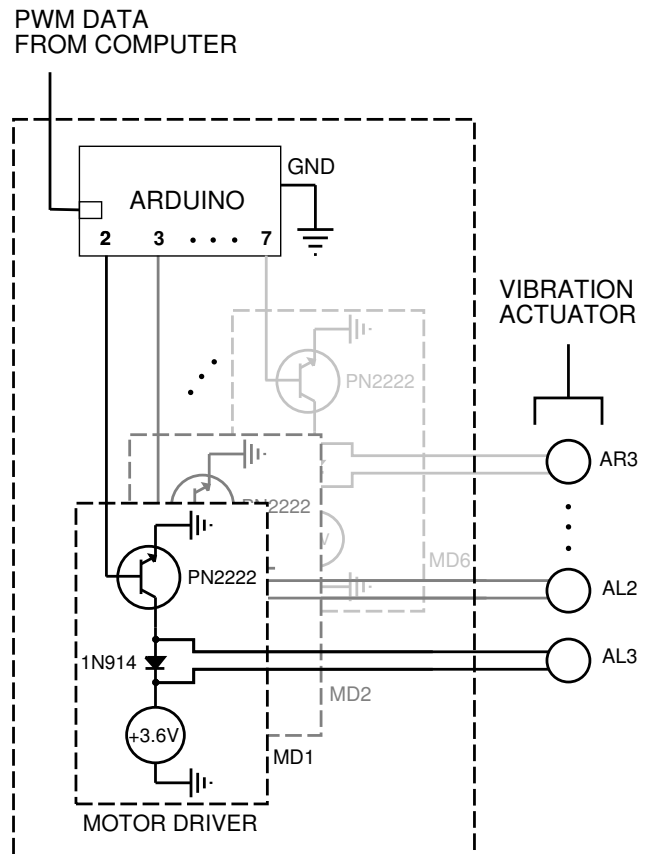 PWM DATA
FROM COMPUTER
GND
ARDUINO
2 3 . . . 7
VIBRATION
ACTUATOR
PN2222
AR3
PN2222
MD6
PN2222
AL2
1N914
AL3
MD2
+3.6V
MD1
MOTOR DRIVER